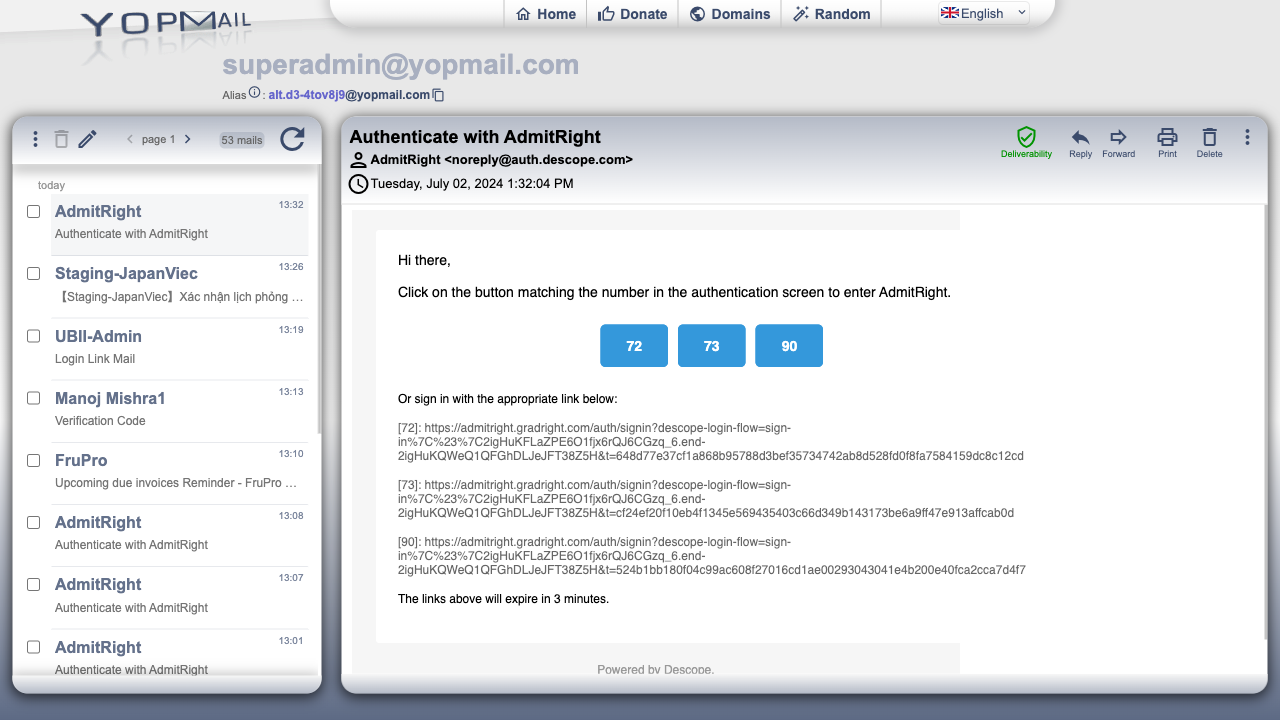 YOPMAIL
Home
Donate
Domains
Random
English
superadmin@yopmail.com
Alias : alt.d3-4tov8j9@yopmail.com
page 1
53 mails
today
AdmitRight 13:32
Authenticate with AdmitRight
Staging-JapanViec 13:26
【Staging-JapanViec】Xác nhận lịch phỏng …
UBII-Admin 13:19
Login Link Mail
Manoj Mishra1 13:13
Verification Code
FruPro 13:10
Upcoming due invoices Reminder - FruPro …
AdmitRight 13:08
Authenticate with AdmitRight
AdmitRight 13:07
Authenticate with AdmitRight
AdmitRight 13:01
Authenticate with AdmitRight
Authenticate with AdmitRight
AdmitRight <noreply@auth.descope.com>
Tuesday, July 02, 2024 1:32:04 PM
Deliverability
Reply
Forward
Print
Delete
Hi there,
Click on the button matching the number in the authentication screen to enter AdmitRight.
72 73 90
Or sign in with the appropriate link below:
[72]: https://admitright.gradright.com/auth/signin?descope-login-flow=sign-
in%7C%23%7C2igHuKFLaZPE6O1fjx6rQJ6CGzq_6.end-
2igHuKQWeQ1QFGhDLJeJFT38Z5H&t=648d77e37cf1a868b95788d3bef35734742ab8d528fd0f8fa7584159dc8c12cd
[73]: https://admitright.gradright.com/auth/signin?descope-login-flow=sign-
in%7C%23%7C2igHuKFLaZPE6O1fjx6rQJ6CGzq_6.end-
2igHuKQWeQ1QFGhDLJeJFT38Z5H&t=cf24ef20f10eb4f1345e569435403c66d349b143173be6a9ff47e913affcab0d
[90]: https://admitright.gradright.com/auth/signin?descope-login-flow=sign-
in%7C%23%7C2igHuKFLaZPE6O1fjx6rQJ6CGzq_6.end-
2igHuKQWeQ1QFGhDLJeJFT38Z5H&t=524b1bb180f04c99ac608f27016cd1ae00293043041e4b200e40fca2cca7d4f7
The links above will expire in 3 minutes.
Powered by Descope.